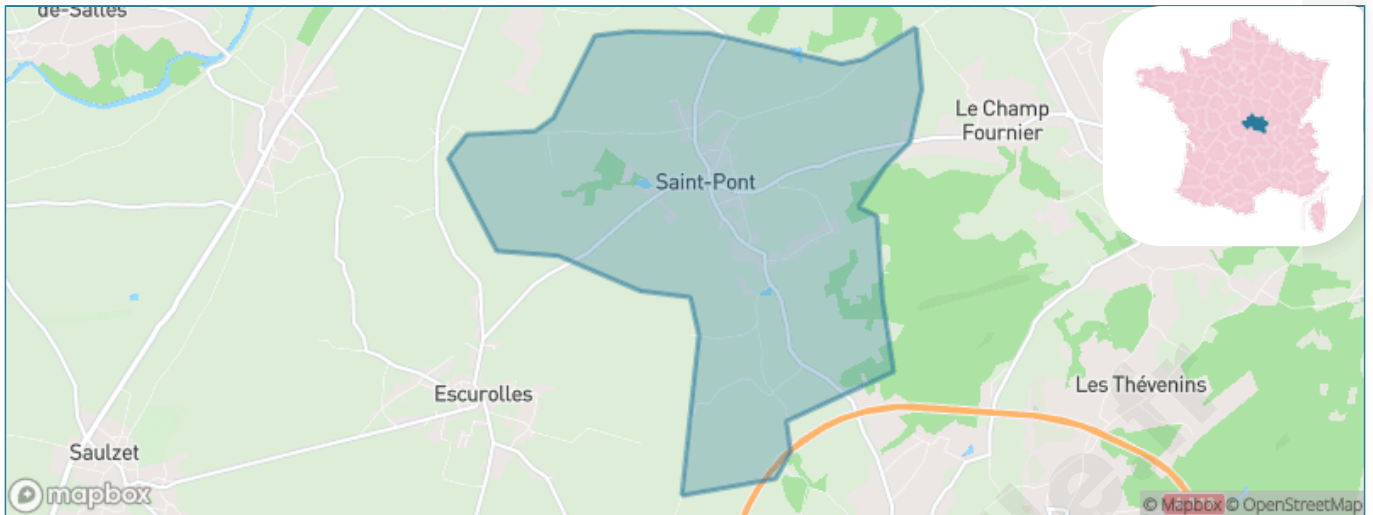 de-Salles
Le Champ
Fournier
Saint-Pont
Les Thévenins
Escurolles
Saulzet
mapbox
© Mapbox © OpenStreetMap